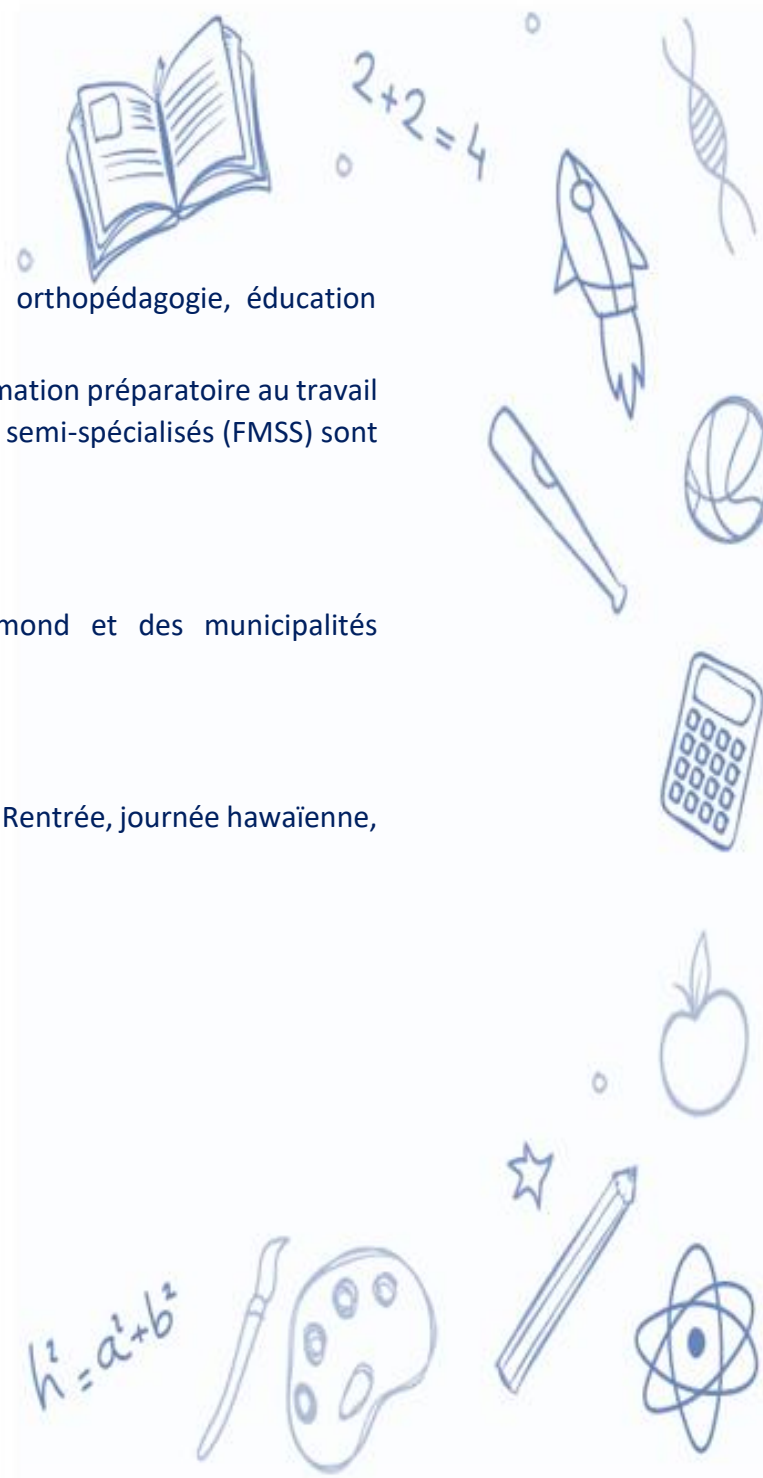 2+2=4
orthopédagogie, éducation
mation préparatoire au travail
semi-spécialisés (FMSS) sont
mond et des municipalités
Rentrée, journée hawaïenne,
h²=a²+b²